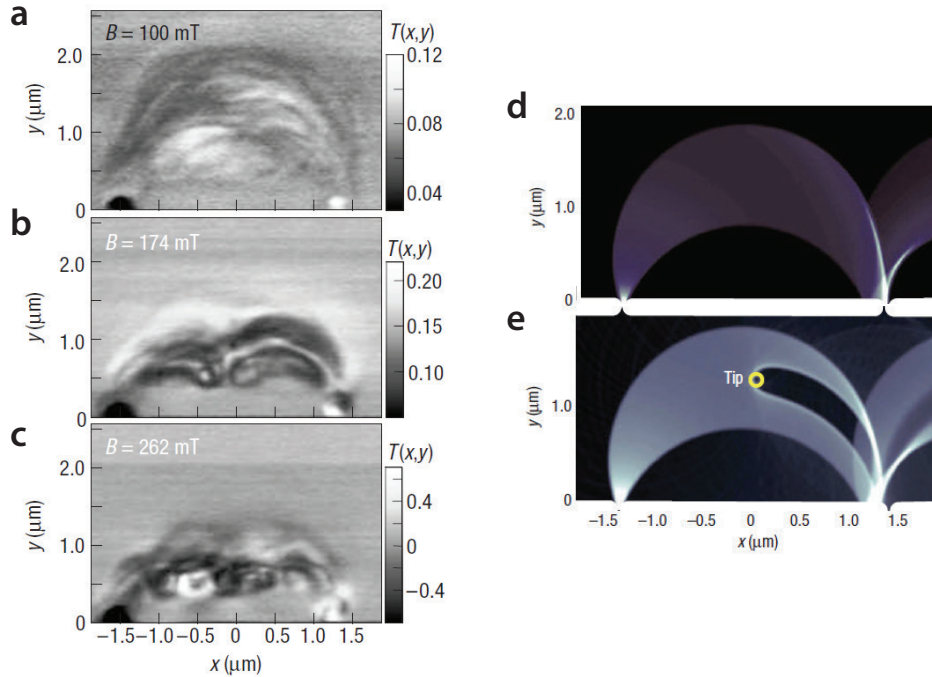 a
B = 100 mT
T(x,y)
0.12
0.08
0.04
y (μm)
2.0
1.0
0
b
B = 174 mT
T(x,y)
0.20
0.15
0.10
y (μm)
2.0
1.0
0
c
B = 262 mT
T(x,y)
0.4
0
−0.4
y (μm)
2.0
1.0
0
−1.5 −1.0 −0.5 0 0.5 1.0 1.5
x (μm)
d
y (μm)
2.0
1.0
0
e
Tip
y (μm)
1.0
0
−1.5 −1.0 0 0.5 1.0 1.5
x (μm)